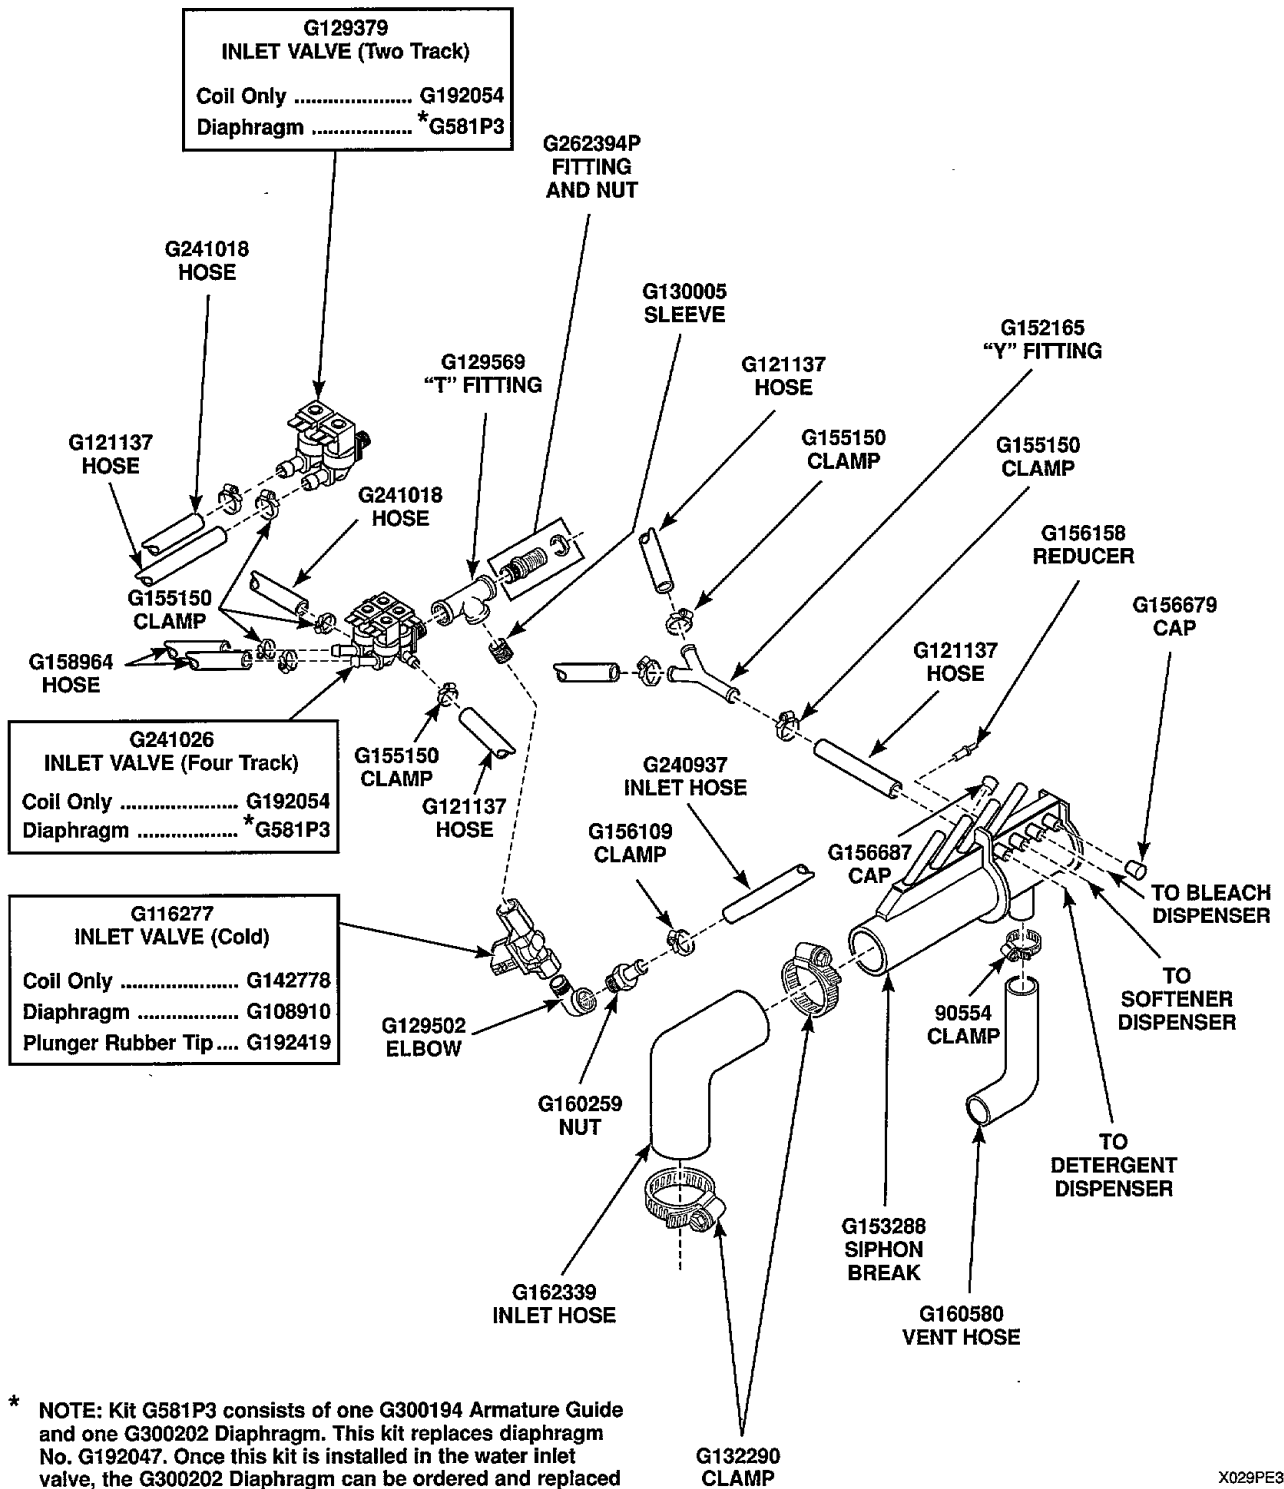 G129379
INLET VALVE (Two Track)
Coil Only ...................... G192054
Diaphragm .................. *G581P3
G262394P
FITTING
AND NUT
G241018
HOSE
G130005
SLEEVE
G152165
“Y” FITTING
G129569
“T” FITTING
G121137
HOSE
G121137
HOSE
G155150
CLAMP
G155150
CLAMP
G241018
HOSE
G156158
REDUCER
G155150
CLAMP
G156679
CAP
G158964
HOSE
G121137
HOSE
G241026
INLET VALVE (Four Track)
Coil Only ...................... G192054
Diaphragm ................... *G581P3
G155150
CLAMP
G121137
HOSE
G240937
INLET HOSE
G156109
CLAMP
G156687
CAP
TO BLEACH
DISPENSER
G116277
INLET VALVE (Cold)
Coil Only ...................... G142778
Diaphragm ................... G108910
Plunger Rubber Tip .... G192419
TO
SOFTENER
DISPENSER
90554
CLAMP
G129502
ELBOW
G160259
NUT
TO
DETERGENT
DISPENSER
G153288
SIPHON
BREAK
G162339
INLET HOSE
G160580
VENT HOSE
* NOTE: Kit G581P3 consists of one G300194 Armature Guide
and one G300202 Diaphragm. This kit replaces diaphragm
No. G192047. Once this kit is installed in the water inlet
valve, the G300202 Diaphragm can be ordered and replaced
G132290
CLAMP
X029PE3